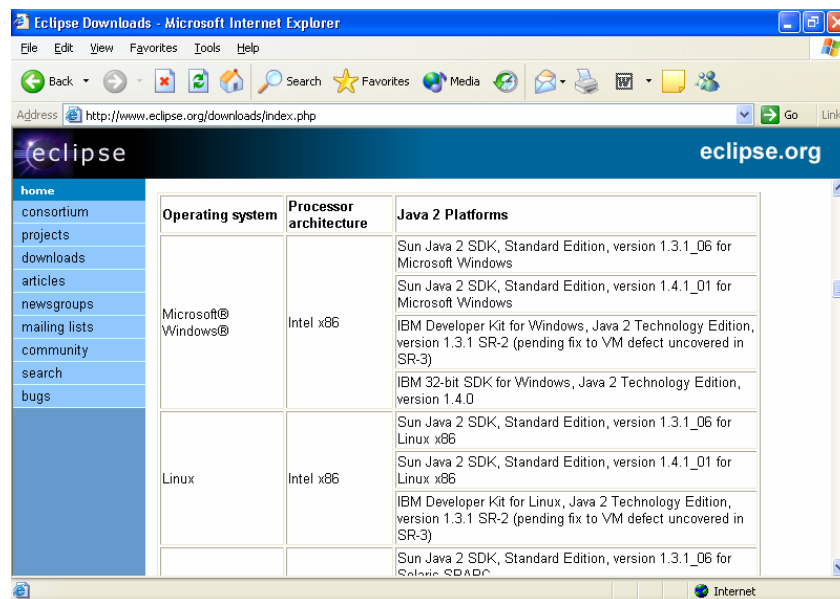 Eclipse Downloads - Microsoft Internet Explorer
File Edit View Favorites Tools Help
Back Search Favorites Media
Address http://www.eclipse.org/downloads/index.php Go Link
eclipse eclipse.org
home
consortium
projects
downloads
articles
newsgroups
mailing lists
community
search
bugs
Operating system Processor architecture Java 2 Platforms
Microsoft® Windows®
Intel x86
Sun Java 2 SDK, Standard Edition, version 1.3.1_06 for
Microsoft Windows
Sun Java 2 SDK, Standard Edition, version 1.4.1_01 for
Microsoft Windows
IBM Developer Kit for Windows, Java 2 Technology Edition,
version 1.3.1 SR-2 (pending fix to VM defect uncovered in
SR-3)
IBM 32-bit SDK for Windows, Java 2 Technology Edition,
version 1.4.0
Linux
Intel x86
Sun Java 2 SDK, Standard Edition, version 1.3.1_06 for
Linux x86
Sun Java 2 SDK, Standard Edition, version 1.4.1_01 for
Linux x86
IBM Developer Kit for Linux, Java 2 Technology Edition,
version 1.3.1 SR-2 (pending fix to VM defect uncovered in
SR-3)
Sun Java 2 SDK, Standard Edition, version 1.3.1_06 for
Solaris SPARC
Internet